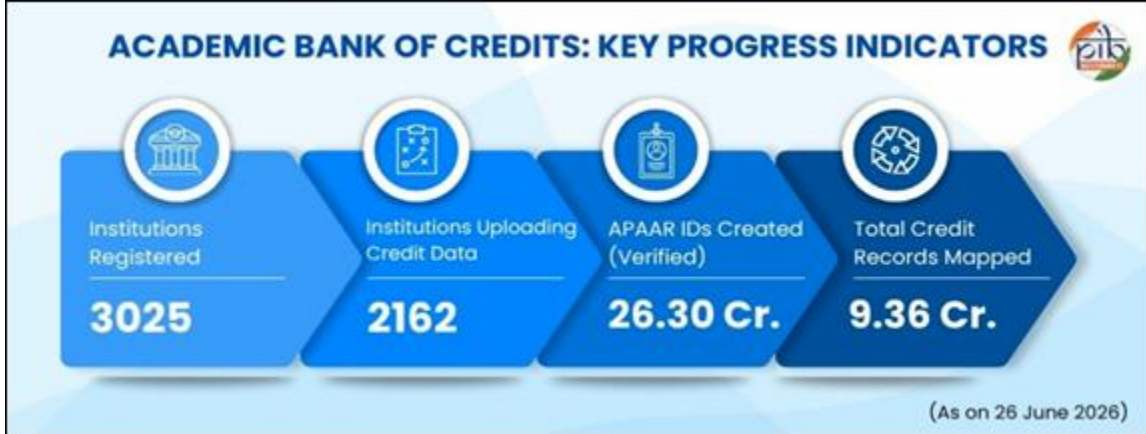 ACADEMIC BANK OF CREDITS: KEY PROGRESS INDICATORS
pib
Institutions
Registered
3025
Institutions Uploading
Credit Data
2162
APAAR IDs Created
(Verified)
26.30 Cr.
Total Credit
Records Mapped
9.36 Cr.
(As on 26 June 2026)